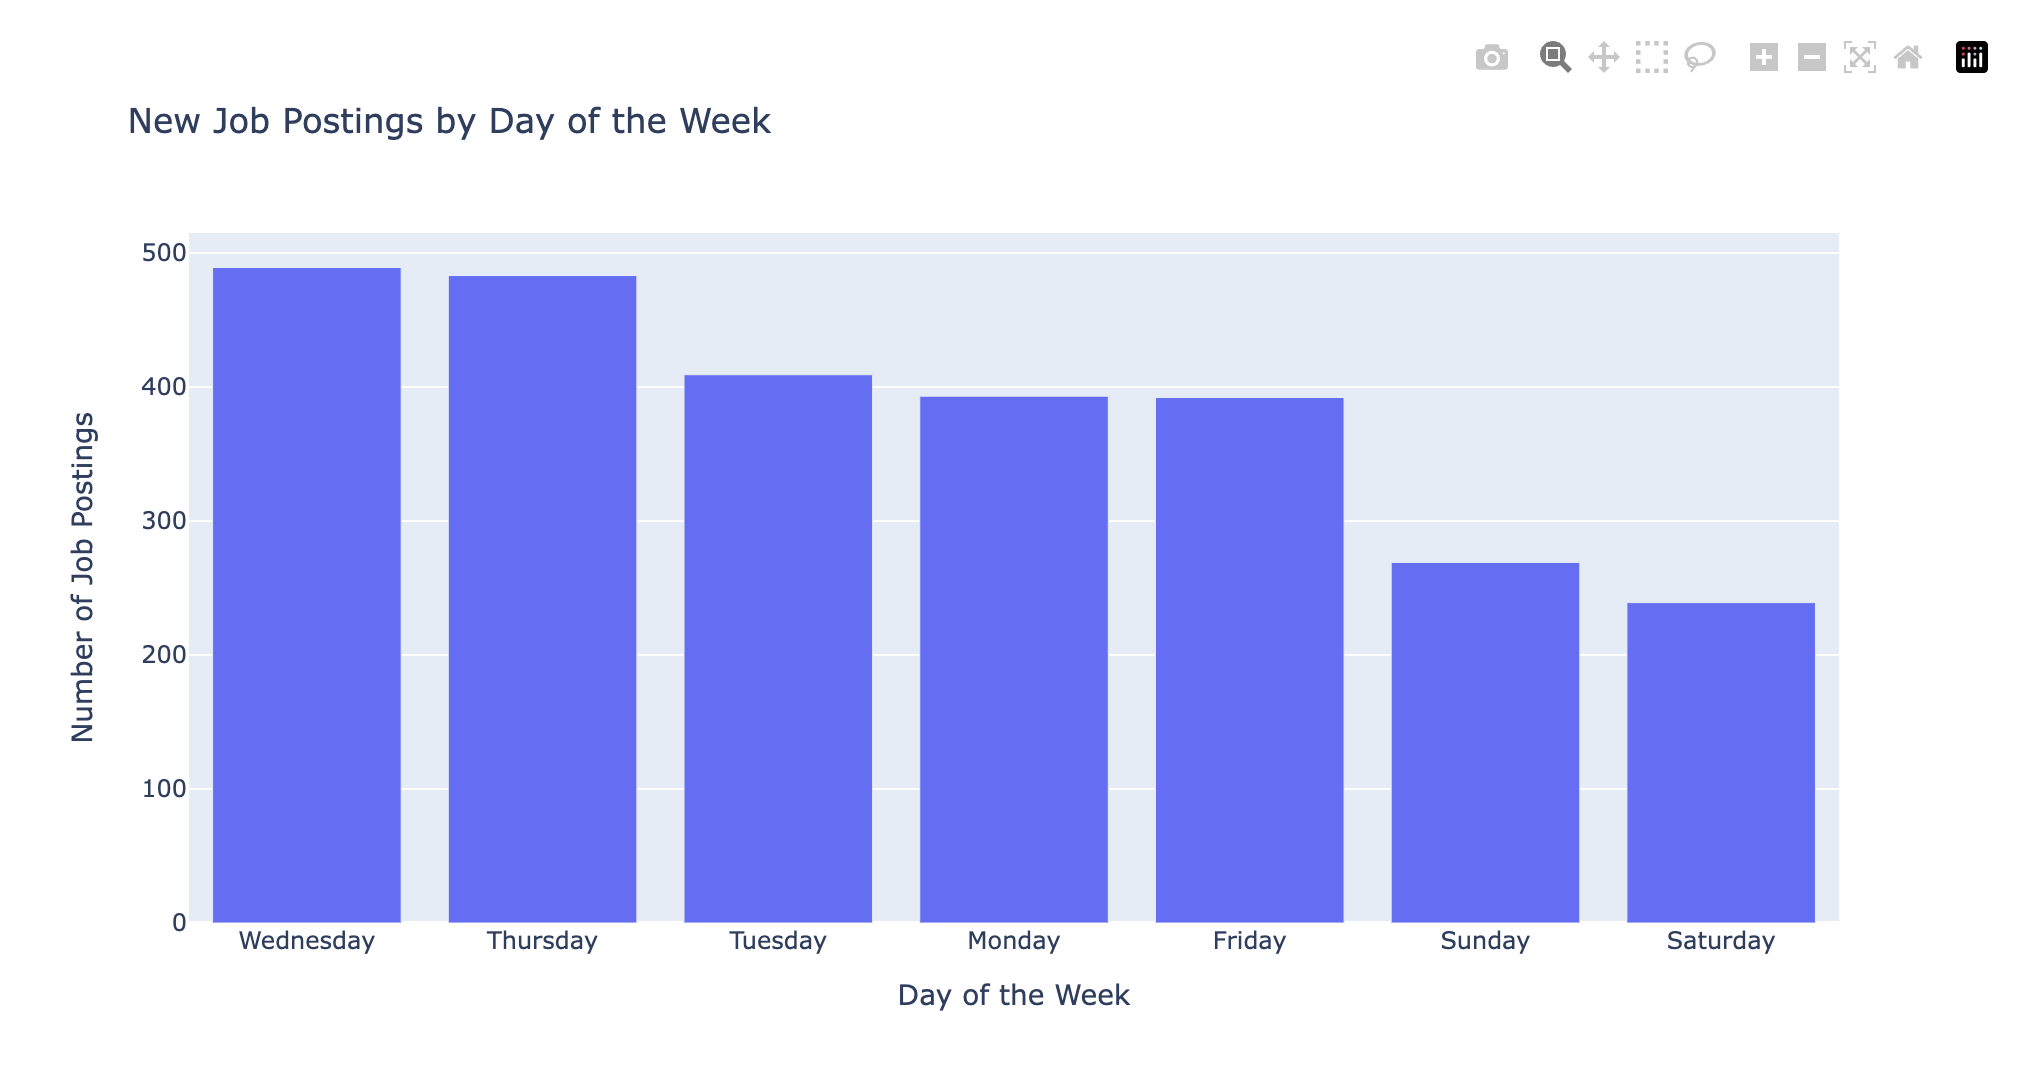 New Job Postings by Day of the Week
500
400
300
200
100
0
Number of Job Postings
Wednesday Thursday Tuesday Monday Friday Sunday Saturday
Day of the Week